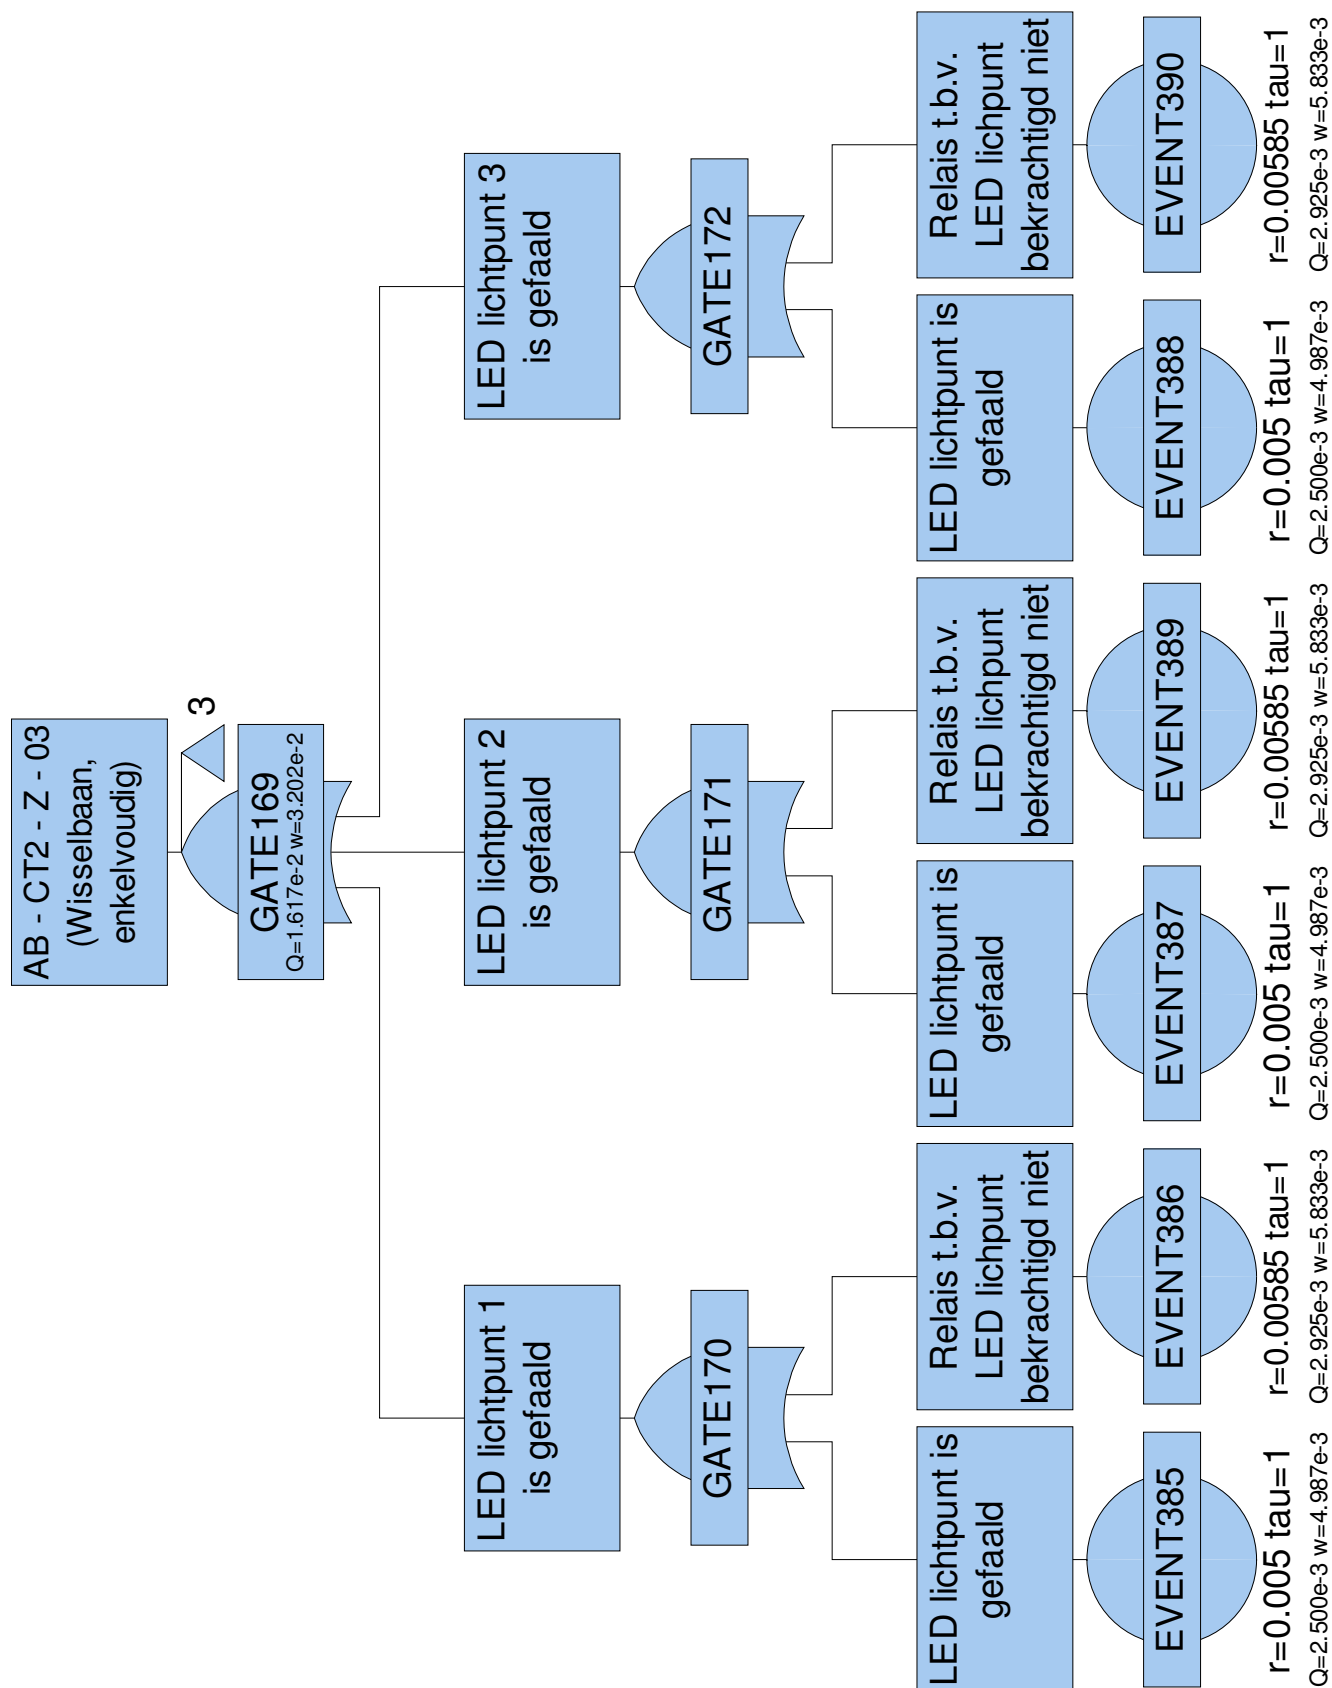 AB - CT2 - Z - 03
(Wisselbaan,
enkelvoudig)
3
GATE169
Q=1.617e-2 w=3.202e-2
LED lichtpunt 1
is gefaald
LED lichtpunt 2
is gefaald
LED lichtpunt 3
is gefaald
GATE170
GATE171
GATE172
LED lichtpunt is
gefaald
Relais t.b.v.
LED lichpunt
bekrachtigd niet
LED lichtpunt is
gefaald
Relais t.b.v.
LED lichpunt
bekrachtigd niet
LED lichtpunt is
gefaald
Relais t.b.v.
LED lichpunt
bekrachtigd niet
EVENT385
EVENT386
EVENT387
EVENT389
EVENT388
EVENT390
r=0.005 tau=1
r=0.00585 tau=1
r=0.005 tau=1
r=0.00585 tau=1
r=0.005 tau=1
r=0.00585 tau=1
Q=2.500e-3 w=4.987e-3
Q=2.925e-3 w=5.833e-3
Q=2.500e-3 w=4.987e-3
Q=2.925e-3 w=5.833e-3
Q=2.500e-3 w=4.987e-3
Q=2.925e-3 w=5.833e-3